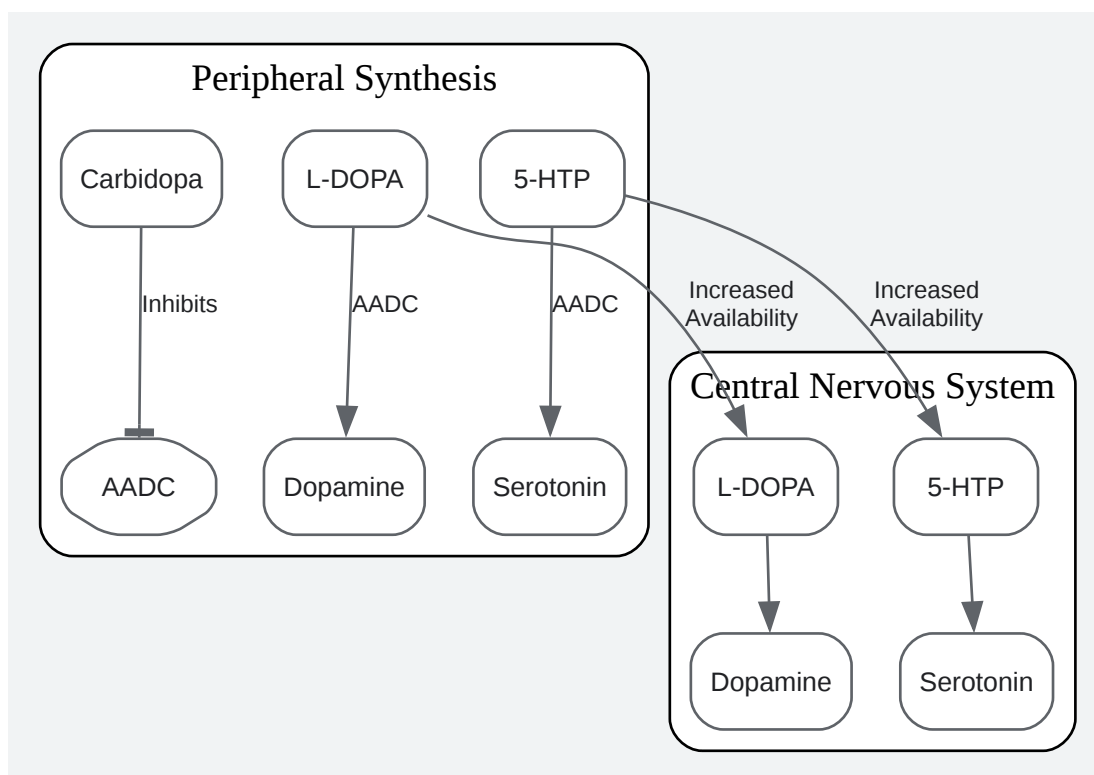 Peripheral Synthesis
Carbidopa
L-DOPA
5-HTP
Inhibits
AADC
AADC
Increased
Availability
Increased
Availability
Central Nervous System
AADC
Dopamine
Serotonin
L-DOPA
5-HTP
Dopamine
Serotonin